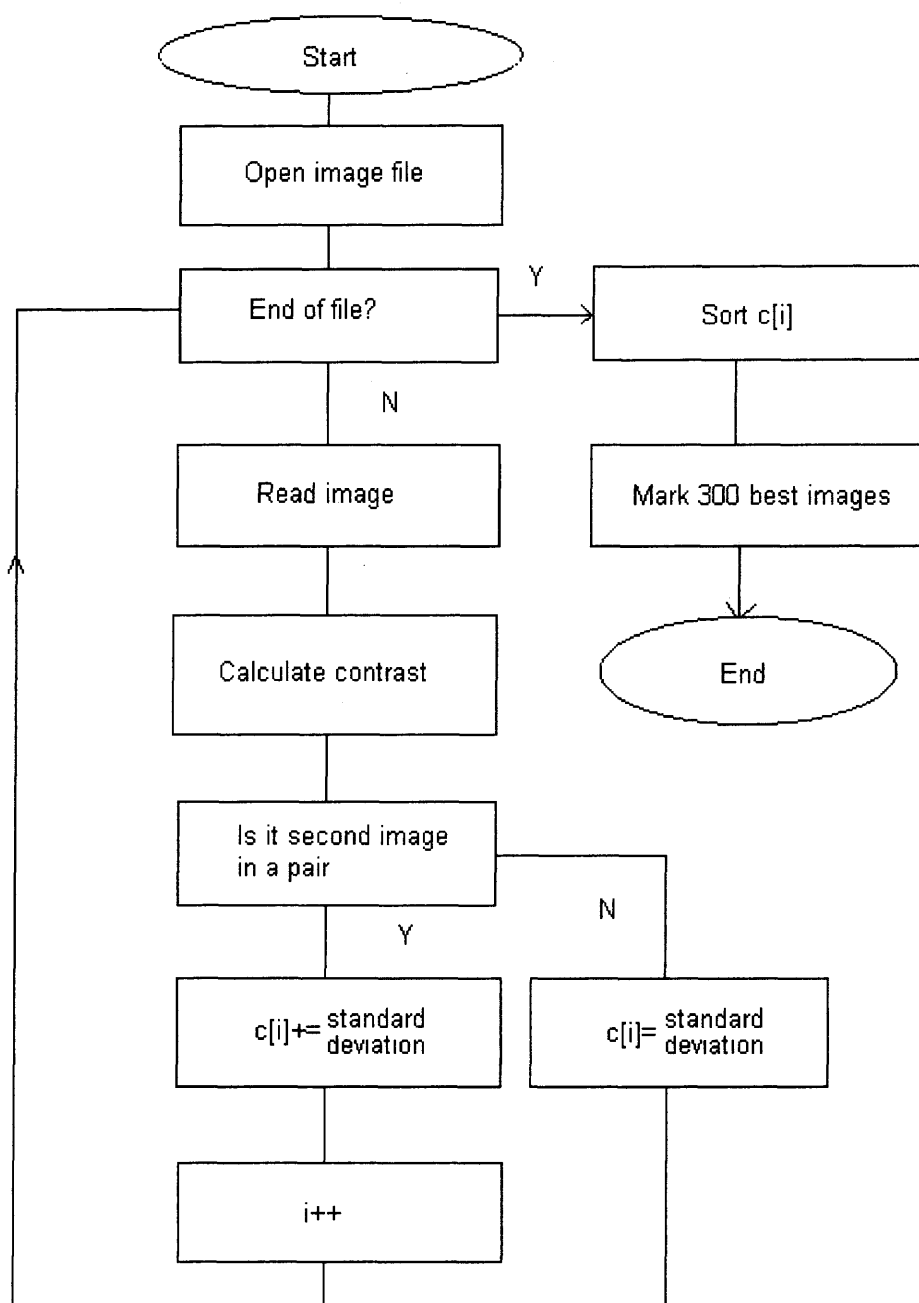 Start
Open image file
End of file?
Y
Sort c[i]
N
Read image
Mark 300 best images
Calculate contrast
End
Is it second image
in a pair
N
Y
c[i]+= standard
deviation
c[i]= standard
deviation
i++